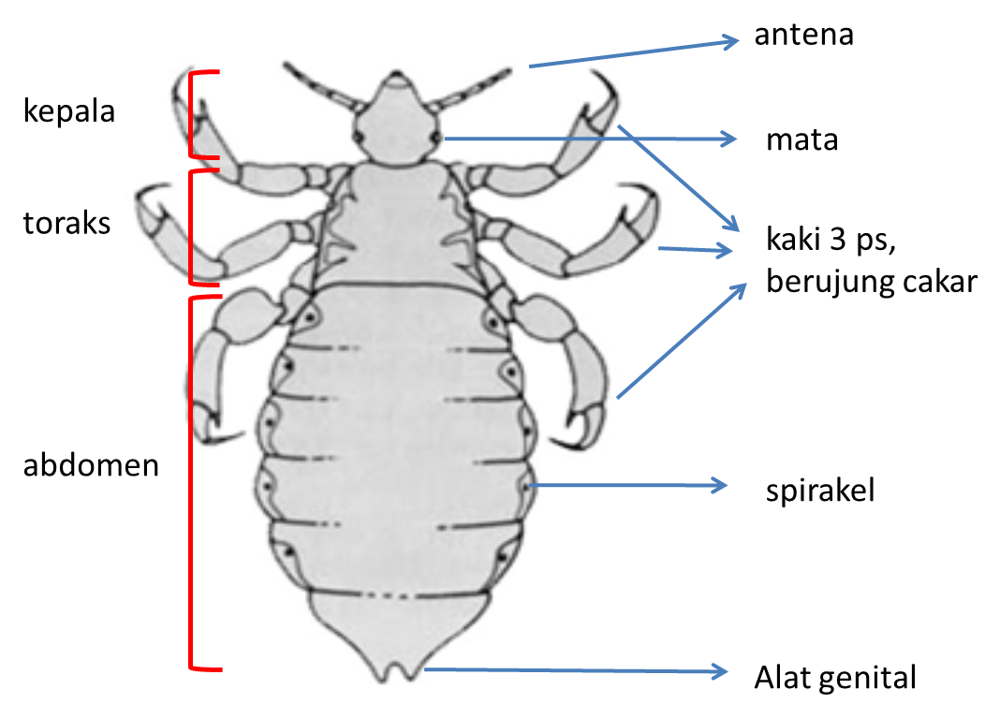 antena
kepala
mata
toraks
kaki 3 ps,
berujung cakar
abdomen
spirakel
Alat genital